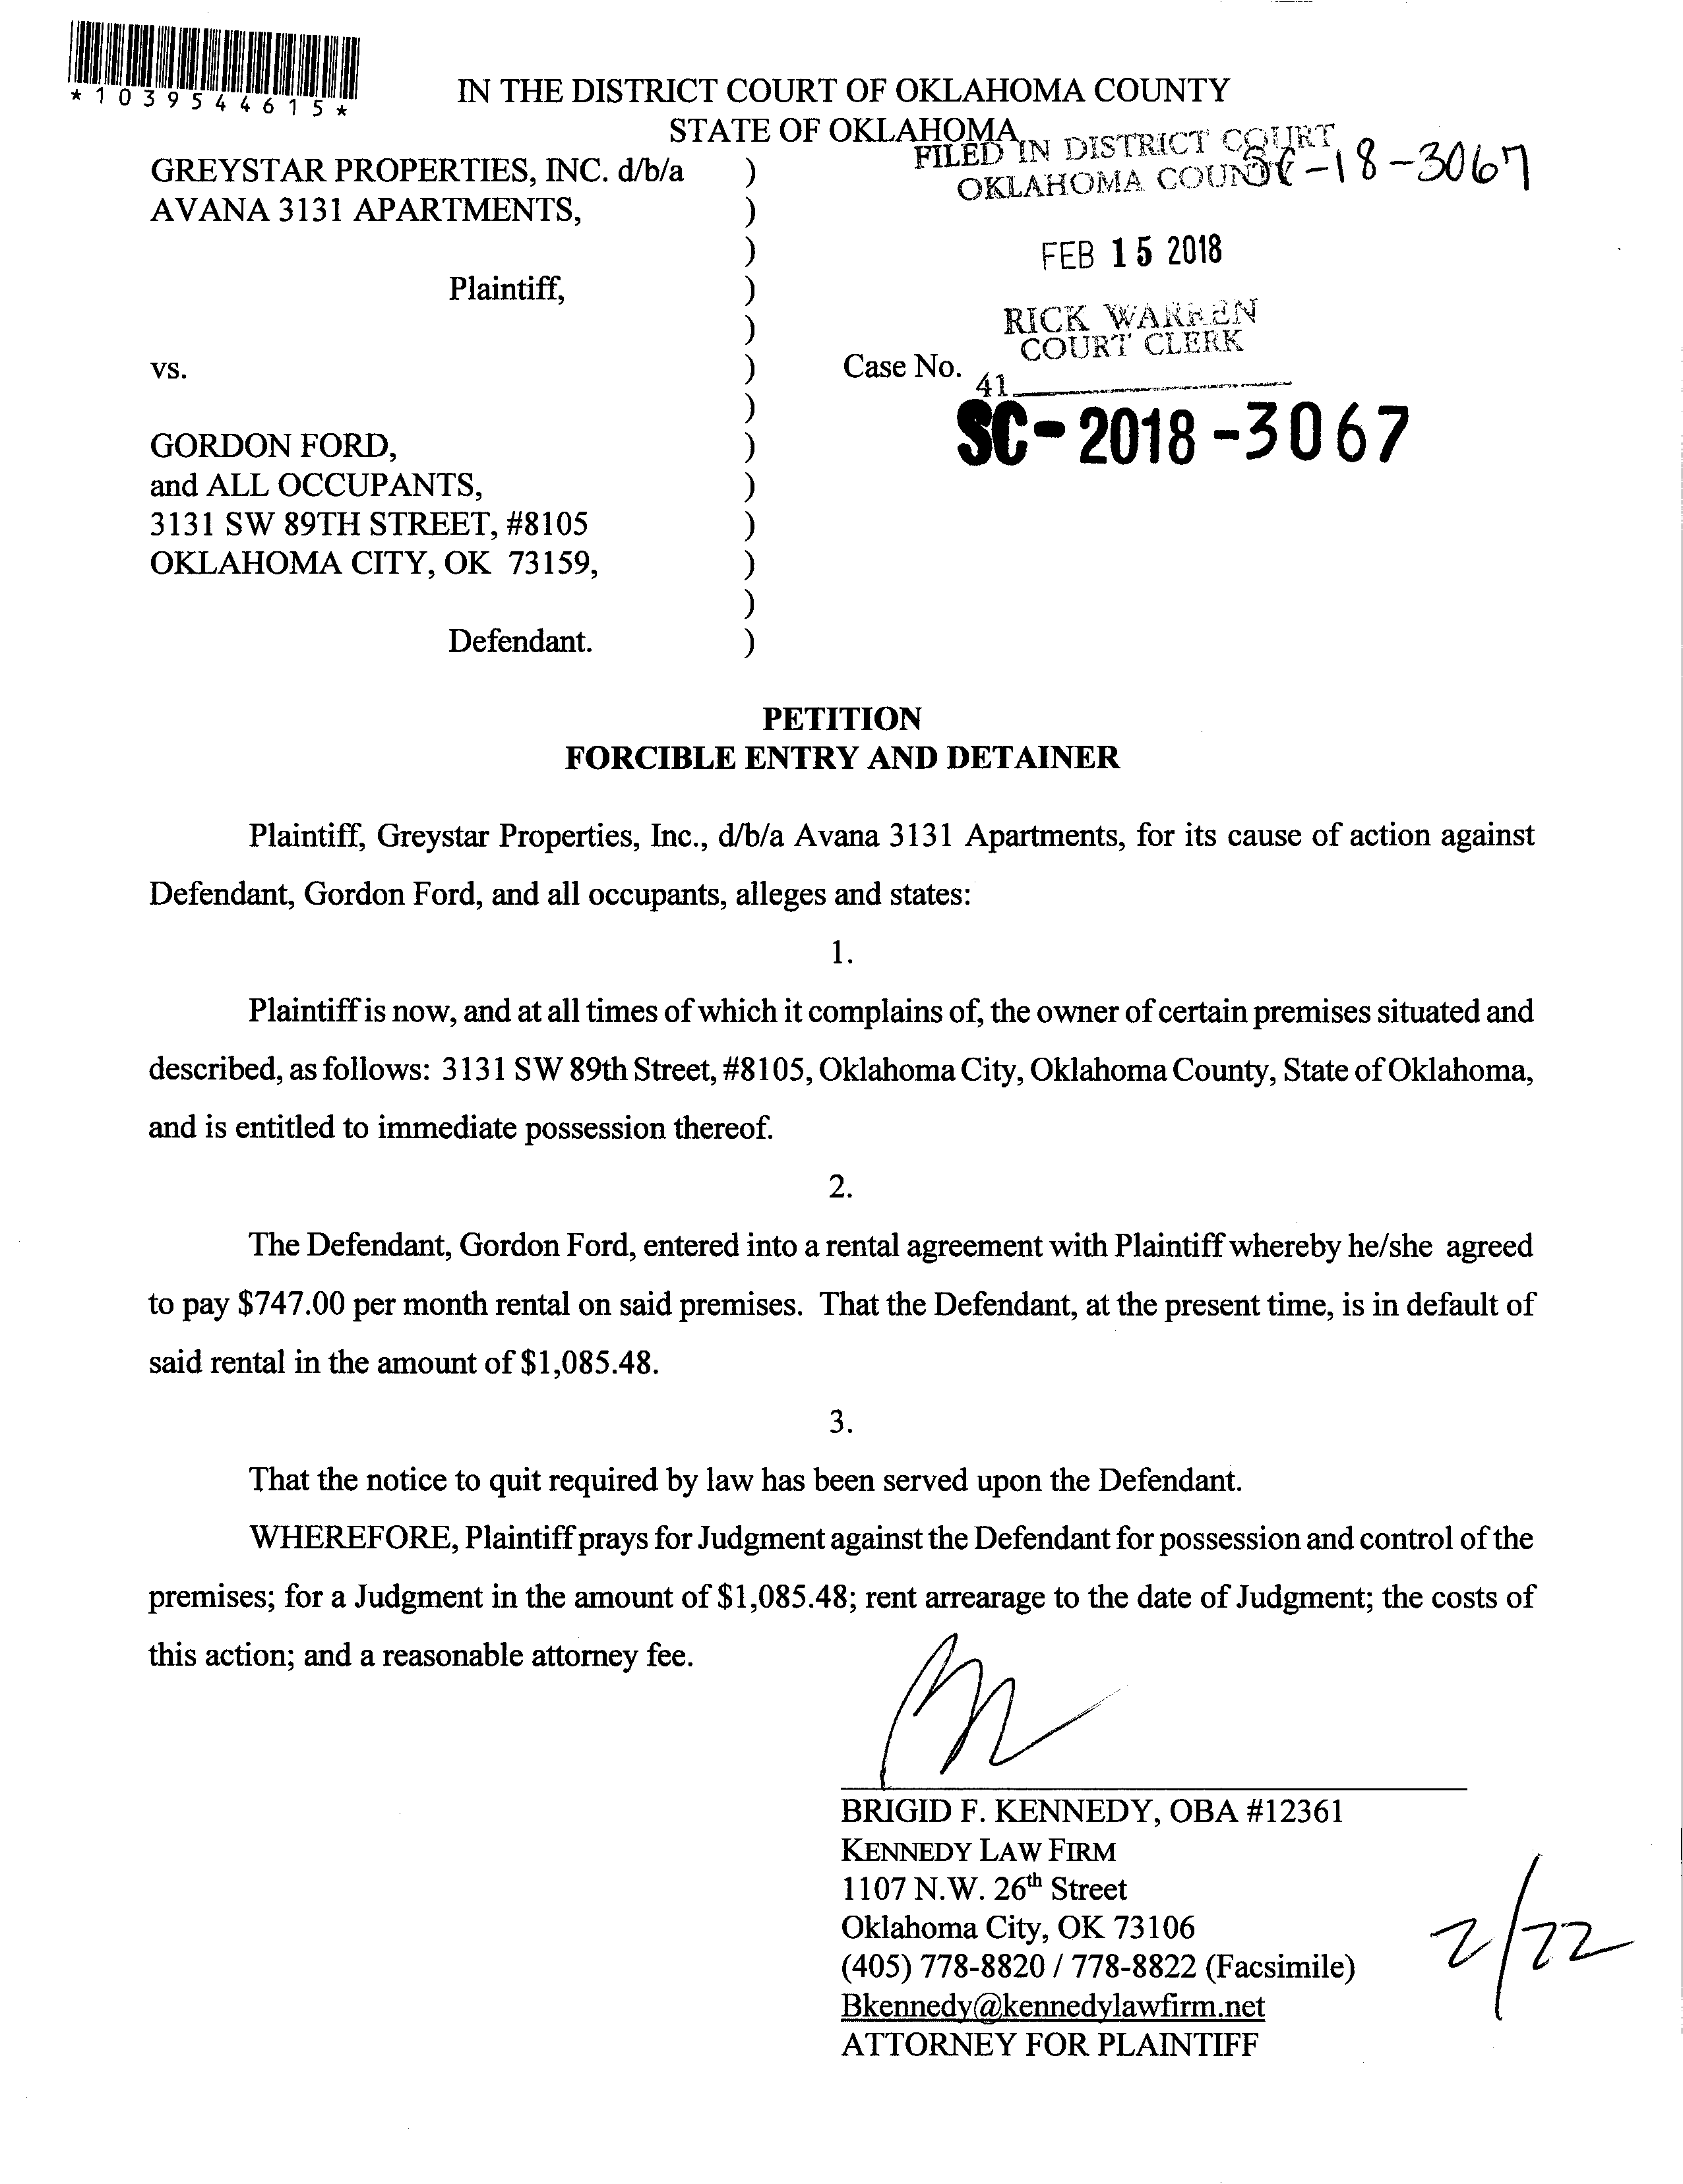 *1039544615*
IN THE DISTRICT COURT OF OKLAHOMA COUNTY
STATE OF OKLAHOMA
FILED IN DISTRICT COURT
OKLAHOMA COUNTY
SC-18-3067
GREYSTAR PROPERTIES, INC. d/b/a )
AVANA 3131 APARTMENTS, )
)
FEB 15 2018
Plaintiff, )
)
RICK WARREN
COURT CLERK
vs. ) Case No.
41
)
SC-2018-3067
GORDON FORD, )
and ALL OCCUPANTS, )
3131 SW 89TH STREET, #8105 )
OKLAHOMA CITY, OK 73159, )
)
Defendant. )
PETITION
FORCIBLE ENTRY AND DETAINER
Plaintiff, Greystar Properties, Inc., d/b/a Avana 3131 Apartments, for its cause of action against
Defendant, Gordon Ford, and all occupants, alleges and states:
1.
Plaintiff is now, and at all times of which it complains of, the owner of certain premises situated and
described, as follows: 3131 SW 89th Street, #8105, Oklahoma City, Oklahoma County, State of Oklahoma,
and is entitled to immediate possession thereof.
2.
The Defendant, Gordon Ford, entered into a rental agreement with Plaintiff whereby he/she agreed
to pay $747.00 per month rental on said premises. That the Defendant, at the present time, is in default of
said rental in the amount of $1,085.48.
3.
That the notice to quit required by law has been served upon the Defendant.
WHEREFORE, Plaintiff prays for Judgment against the Defendant for possession and control of the
premises; for a Judgment in the amount of $1,085.48; rent arrearage to the date of Judgment; the costs of
this action; and a reasonable attorney fee.
BRIGID F. KENNEDY, OBA #12361
KENNEDY LAW FIRM
1107 N.W. 26th Street
Oklahoma City, OK 73106
(405) 778-8820 / 778-8822 (Facsimile)
Bkennedy@kennedylawfirm.net
ATTORNEY FOR PLAINTIFF
2/22